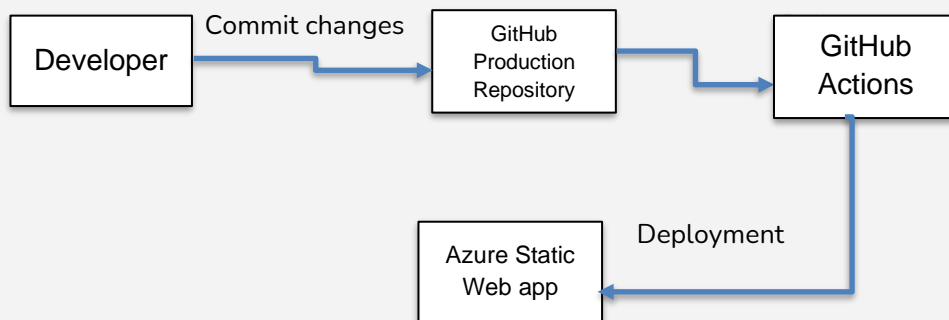 Commit changes
Developer
GitHub
Production
Repository
GitHub
Actions
Deployment
Azure Static
Web app